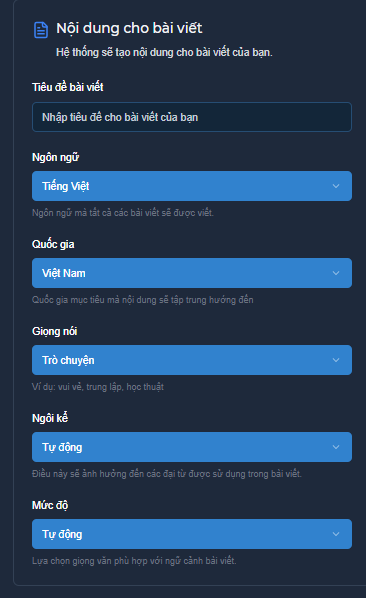 Nội dung cho bài viết
Hệ thống sẽ tạo nội dung cho bài viết của bạn.
Tiêu đề bài viết
Nhập tiêu đề cho bài viết của bạn
Ngôn ngữ
Tiếng Việt
Ngôn ngữ mà tất cả các bài viết sẽ được viết.
Quốc gia
Việt Nam
Quốc gia mục tiêu mà nội dung sẽ tập trung hướng đến
Giọng nói
Trò chuyện
Ví dụ: vui vẻ, trung lập, học thuật
Ngôi kể
Tự động
Điều này sẽ ảnh hưởng đến các đại từ được sử dụng trong bài viết.
Mức độ
Tự động
Lựa chọn giọng văn phù hợp với ngữ cảnh bài viết.